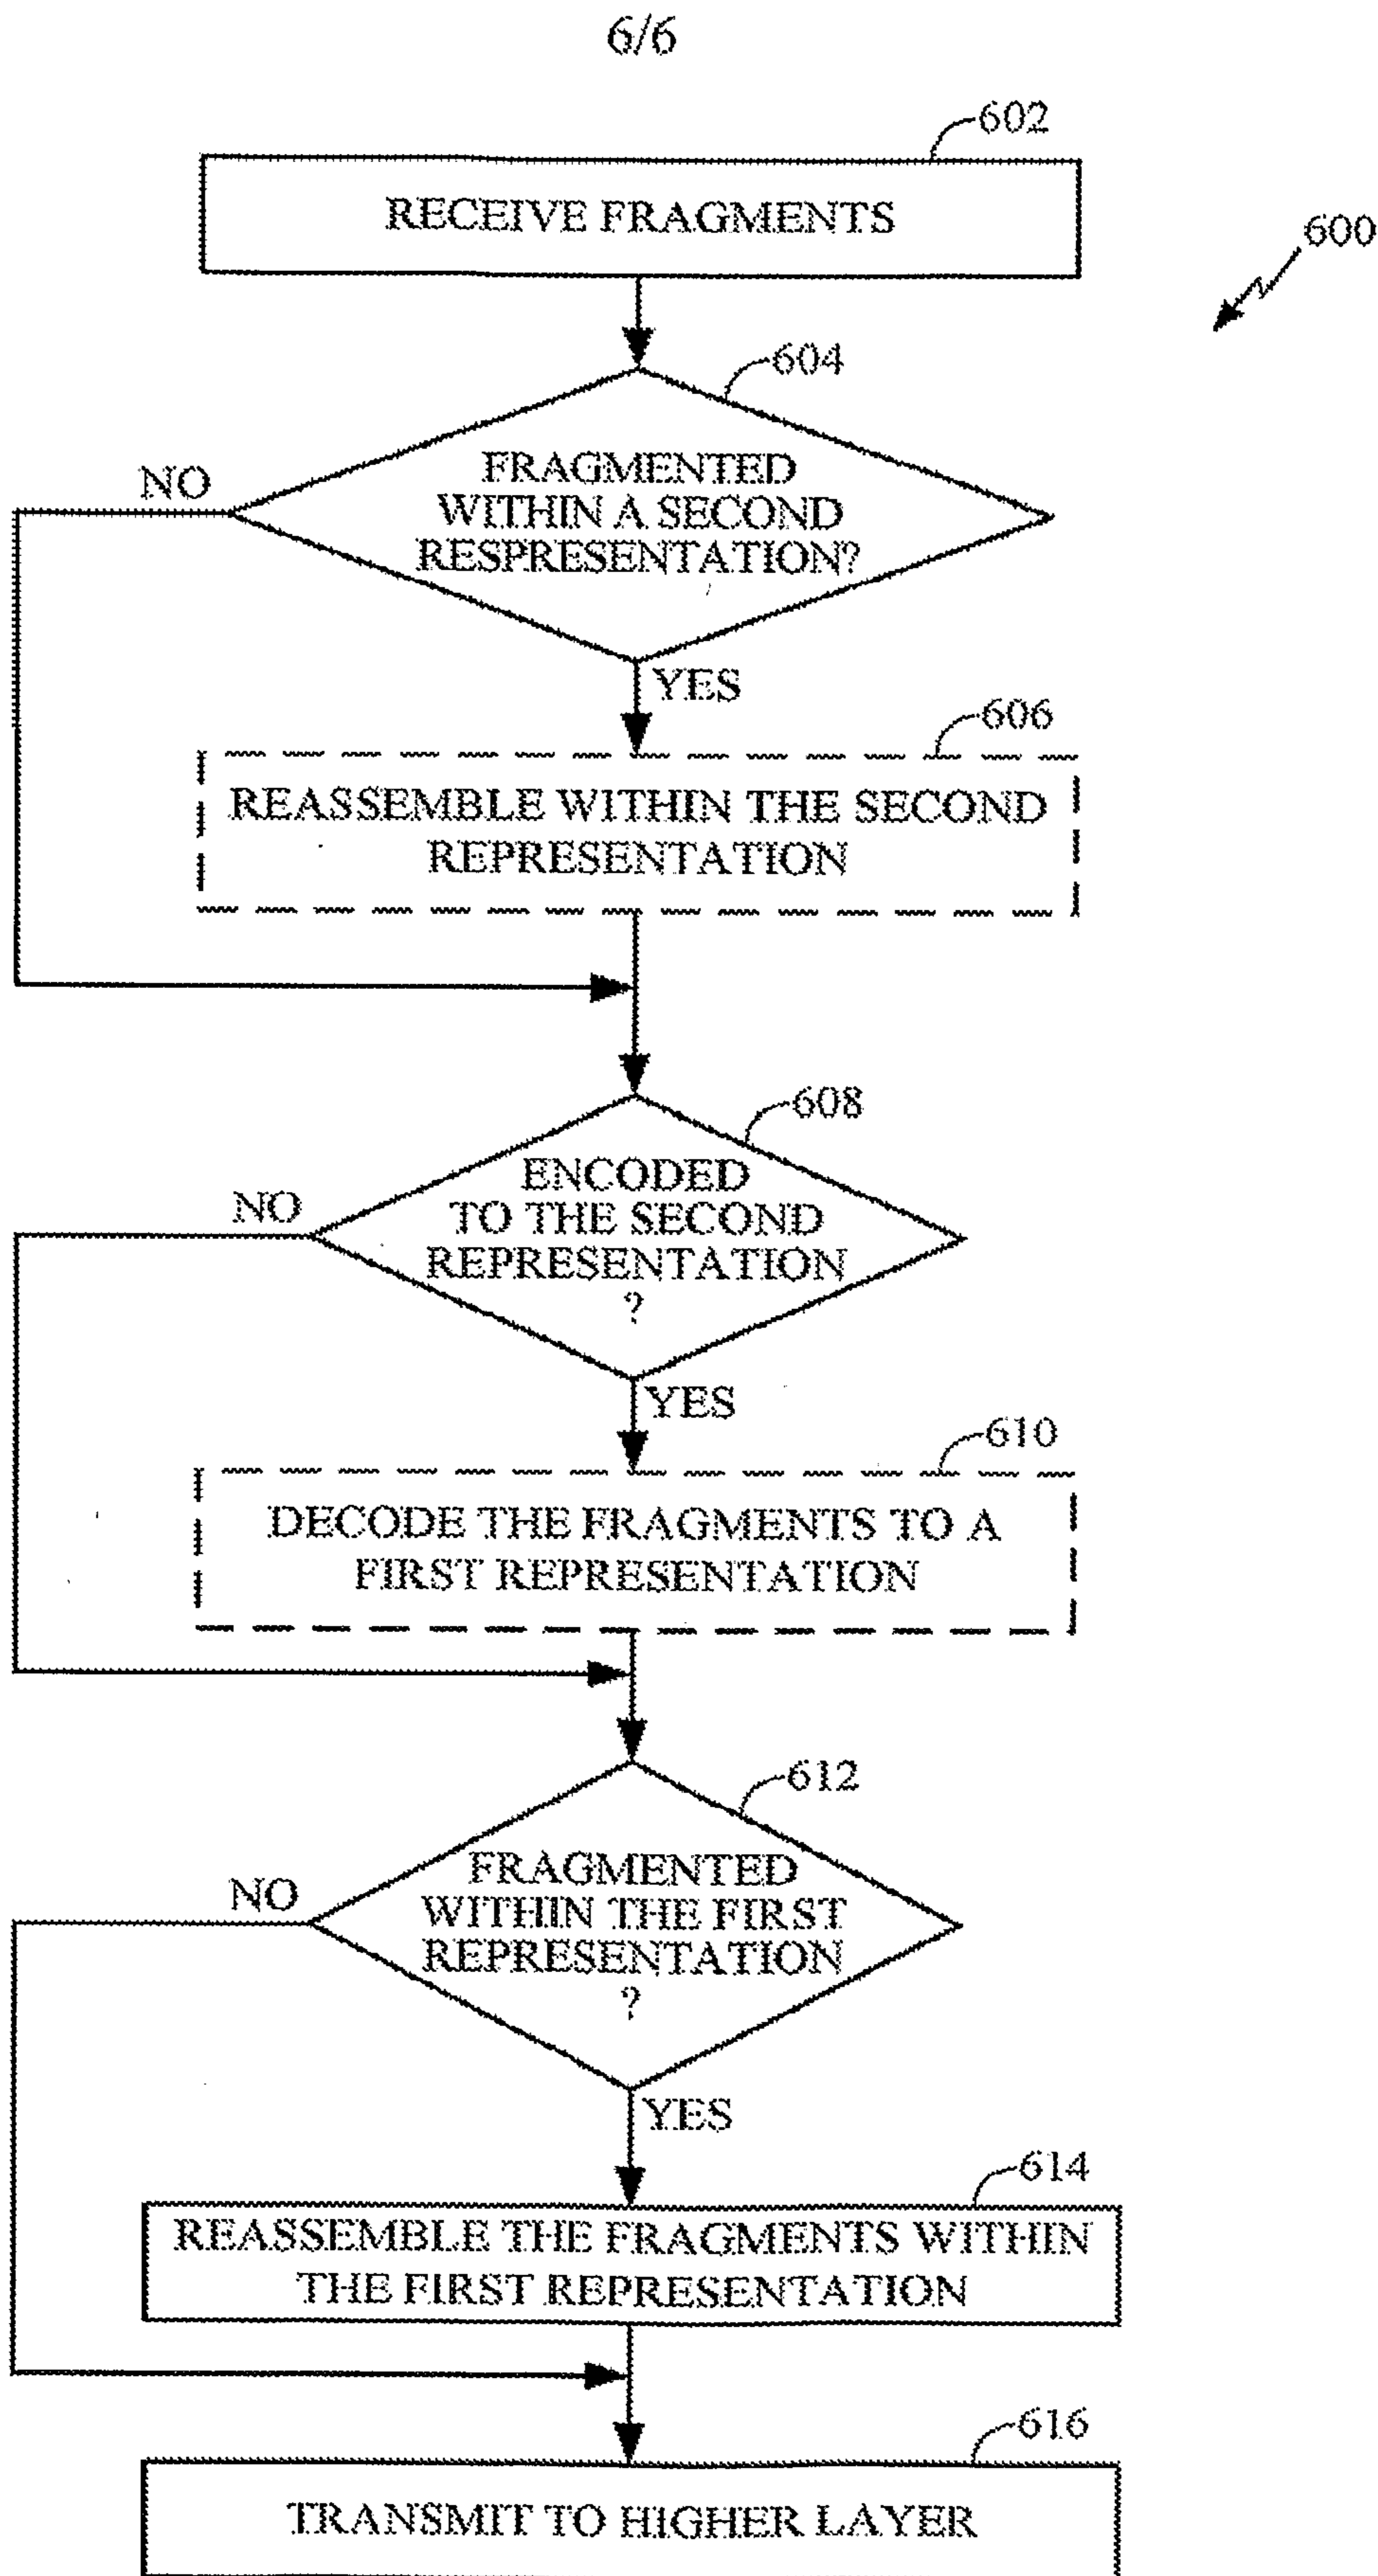 6/6
602
RECEIVE FRAGMENTS
600
604
NO
FRAGMENTED
WITHIN A SECOND
RESPRESENTATION?
YES
606
REASSEMBLE WITHIN THE SECOND
REPRESENTATION
608
NO
ENCODED
TO THE SECOND
REPRESENTATION
?
YES
610
DECODE THE FRAGMENTS TO A
FIRST REPRESENTATION
612
NO
FRAGMENTED
WITHIN THE FIRST
REPRESENTATION
?
YES
614
REASSEMBLE THE FRAGMENTS WITHIN
THE FIRST REPRESENTATION
616
TRANSMIT TO HIGHER LAYER